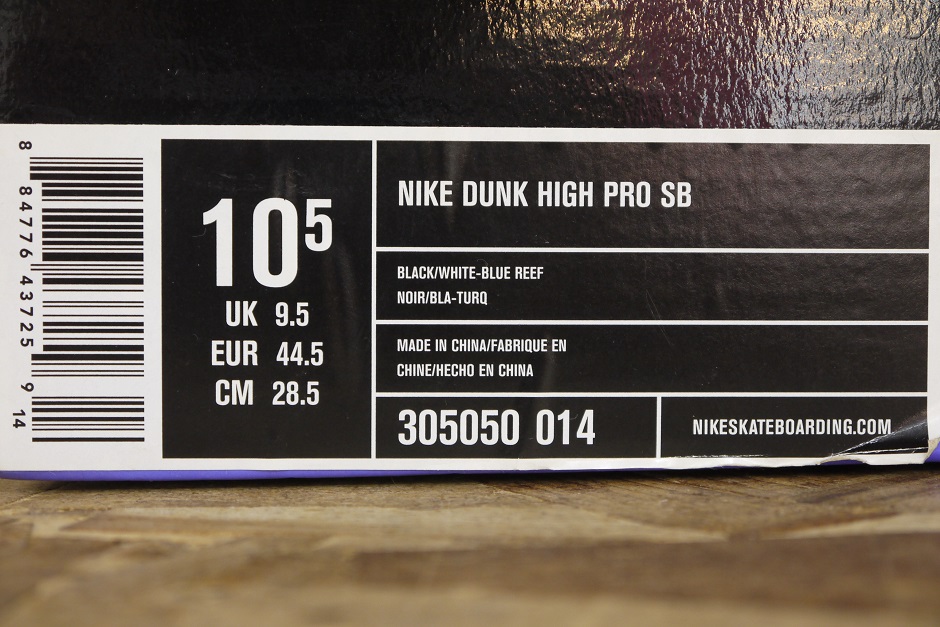 8 84776 43725 9
14
10⁵
UK 9.5
EUR 44.5
CM 28.5
NIKE DUNK HIGH PRO SB
BLACK/WHITE-BLUE REEF
NOIR/BLA-TURQ
MADE IN CHINA/FABRIQUE EN
CHINE/HECHO EN CHINA
305050 014
NIKESKATEBOARDING.COM